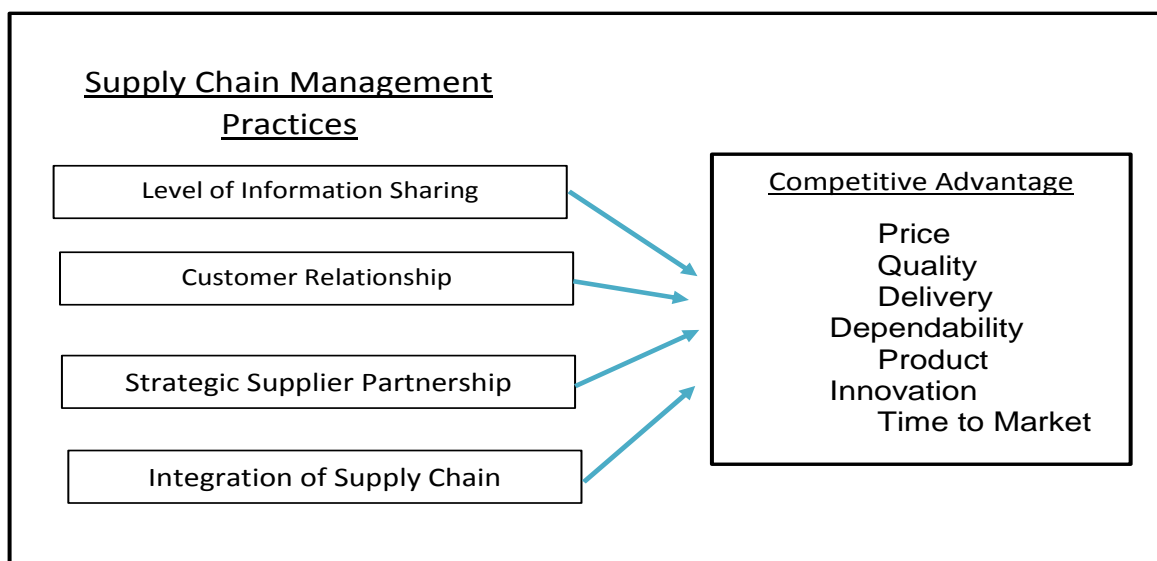 Supply Chain Management
Practices
Level of Information Sharing
Customer Relationship
Strategic Supplier Partnership
Integration of Supply Chain
Competitive Advantage
Price
Quality
Delivery
Dependability
Product
Innovation
Time to Market